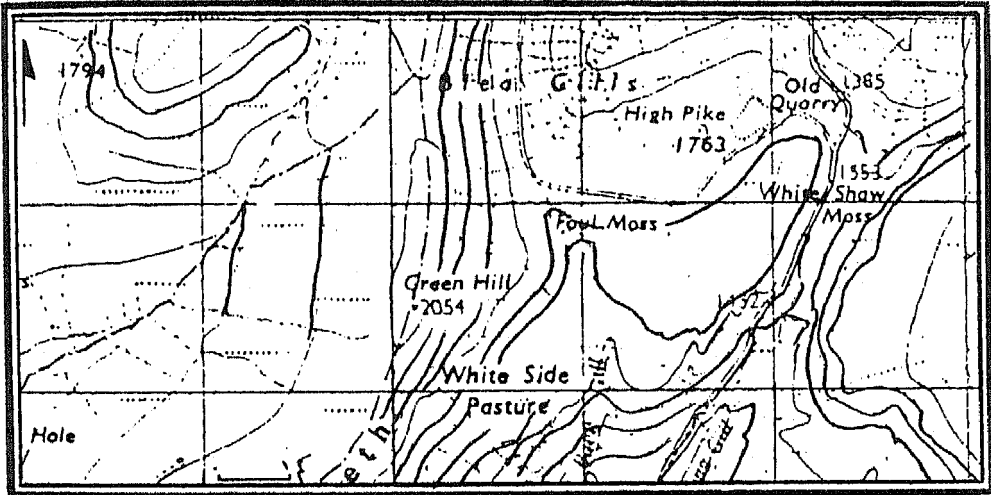 1794
High Pike
1763
Old
Quarry
1385
1553
White Shaw
Moss
Foul Moss
Green Hill
2054
White Side
Pasture
Hole